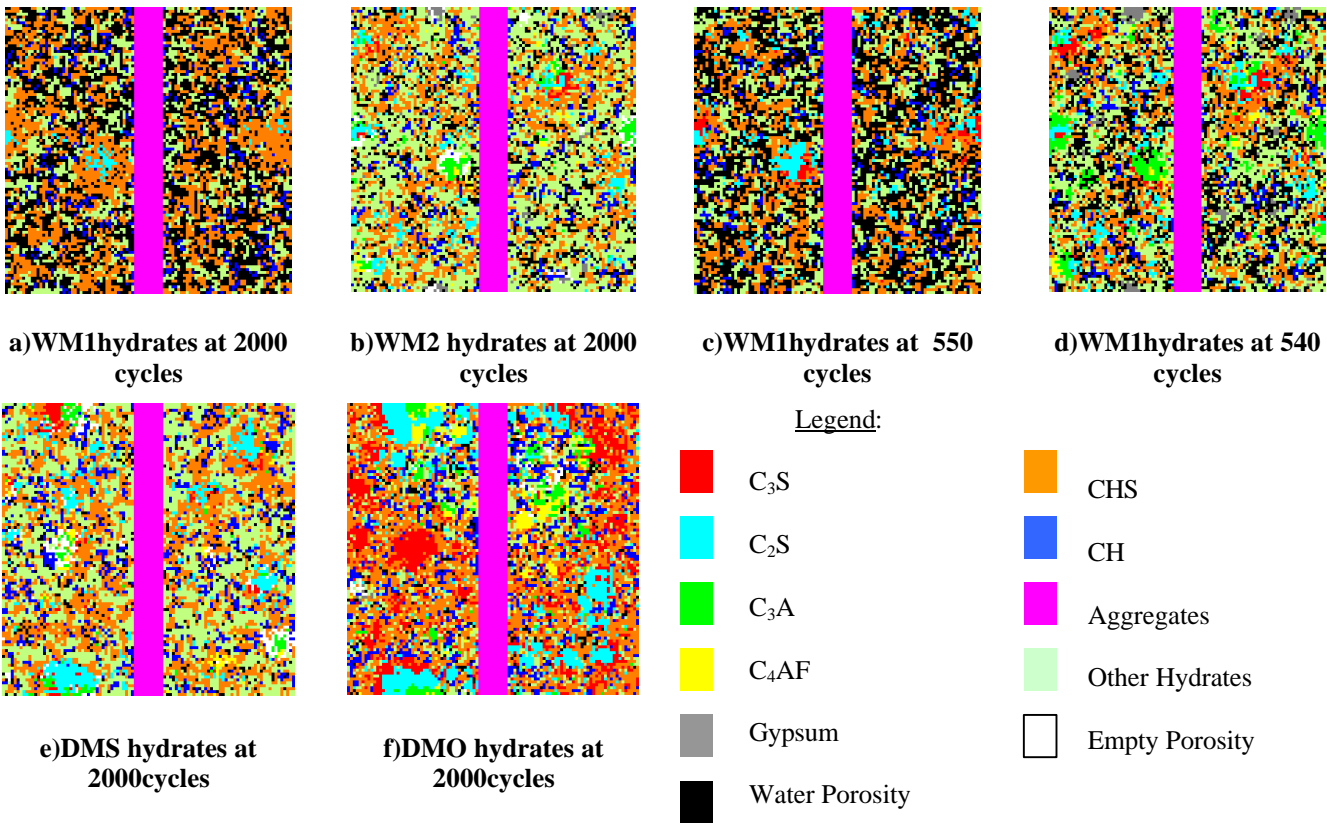 a)WM1hydrates at 2000
cycles
b)WM2 hydrates at 2000
cycles
c)WM1hydrates at 550
cycles
d)WM1hydrates at 540
cycles
e)DMS hydrates at
2000cycles
f)DMO hydrates at
2000cycles
Legend:
C₃S
C₂S
C₃A
C₄AF
Gypsum
Water Porosity
CHS
CH
Aggregates
Other Hydrates
Empty Porosity